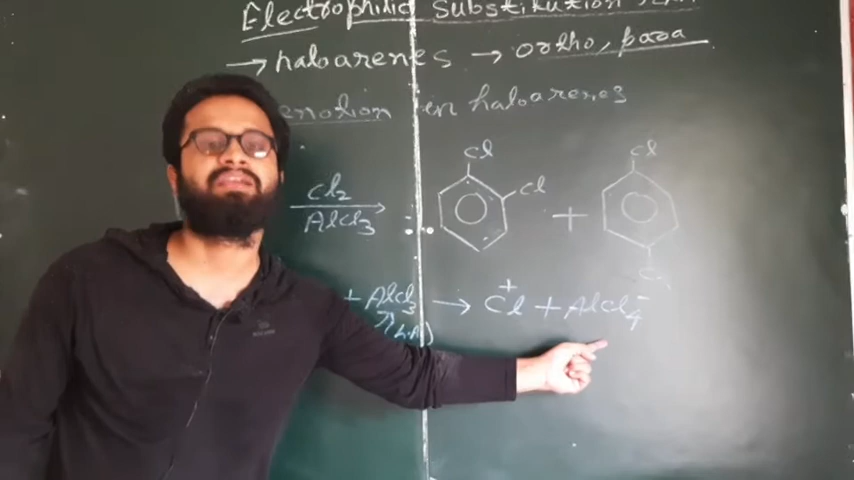 Electrophilic Substitution
→ haloarenes → ortho, para
in haloarenes
Cl Cl
Cl₂ Cl
AlCl₃ +
+ AlCl₃ → Cl⁺ + AlCl₄⁻
(L.A)